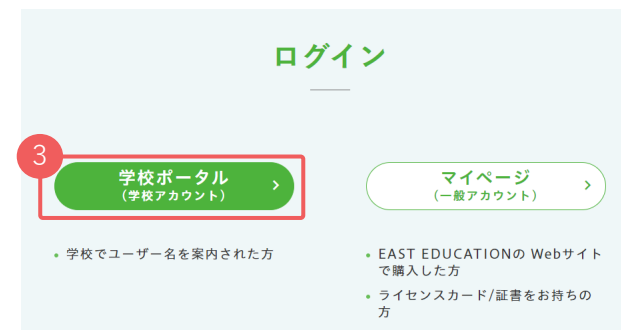 ログイン
3
学校ポータル
(学校アカウント)
マイページ
(一般アカウント)
• 学校でユーザー名を案内された方
• EAST EDUCATIONの Webサイト
で購入した方
• ライセンスカード/証書をお持ちの
方